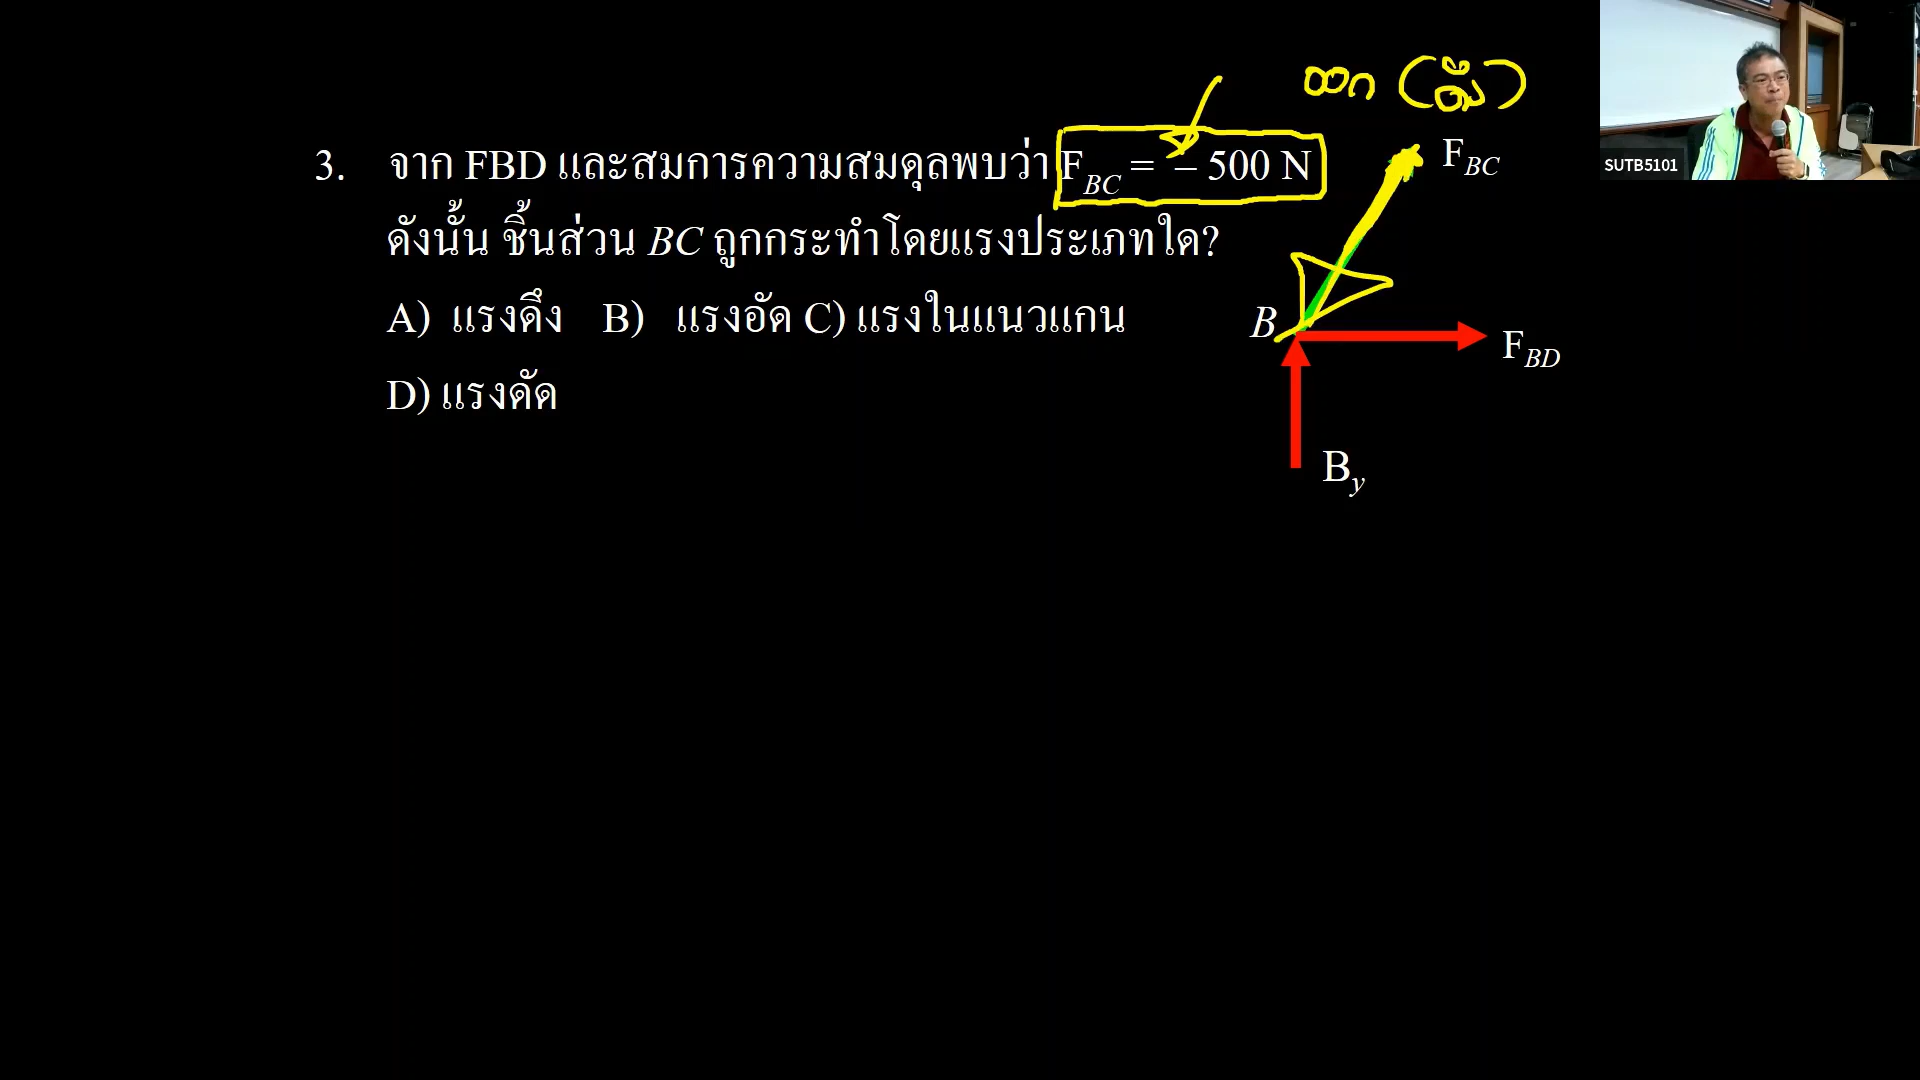 3. จาก FBD และสมการความสมดุลพบว่า F_BC = – 500 N
ดังนั้น ชิ้นส่วน BC ถูกกระทำโดยแรงประเภทใด?
A) แรงดึง B) แรงอัด C) แรงในแนวแกน
D) แรงดัด
ออก (ดึง)
F_BC
B
F_BD
B_y
SUTB5101